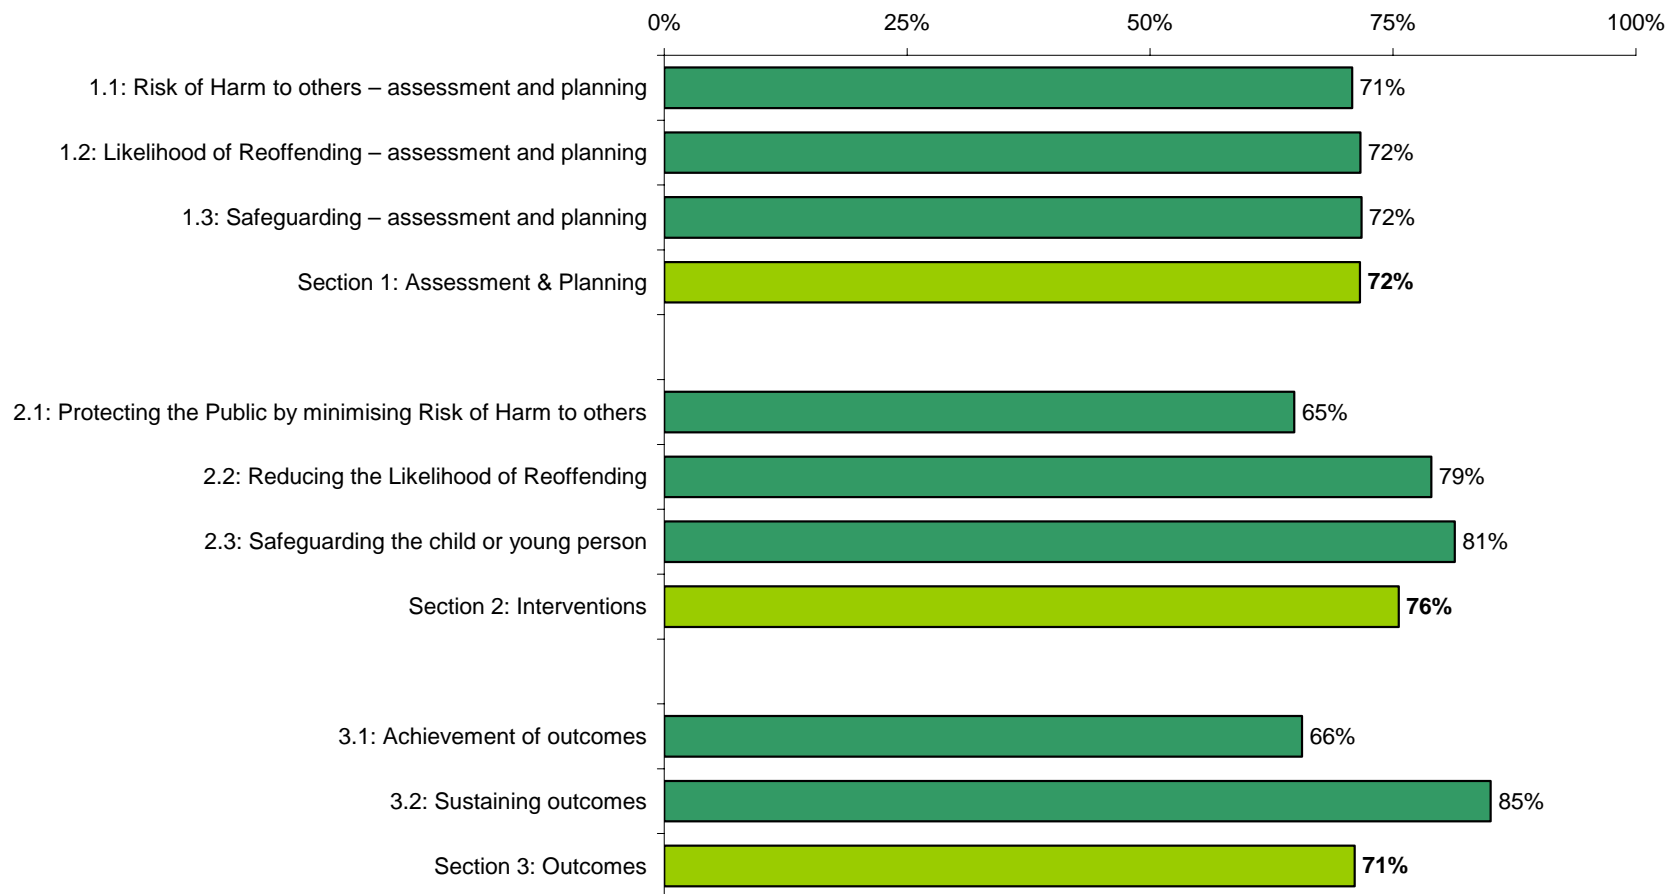 0% 25% 50% 75% 100%
1.1: Risk of Harm to others – assessment and planning 71%
1.2: Likelihood of Reoffending – assessment and planning 72%
1.3: Safeguarding – assessment and planning 72%
Section 1: Assessment & Planning 72%
2.1: Protecting the Public by minimising Risk of Harm to others 65%
2.2: Reducing the Likelihood of Reoffending 79%
2.3: Safeguarding the child or young person 81%
Section 2: Interventions 76%
3.1: Achievement of outcomes 66%
3.2: Sustaining outcomes 85%
Section 3: Outcomes 71%